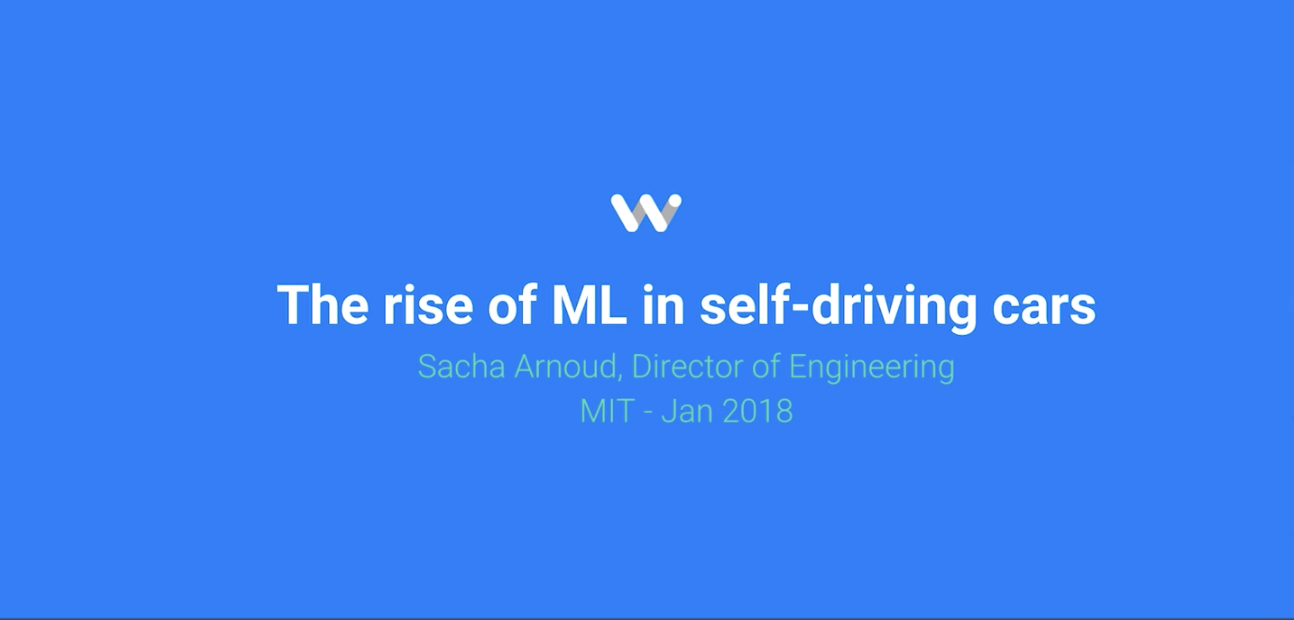 The rise of ML in self-driving cars
Sacha Arnoud, Director of Engineering
MIT - Jan 2018